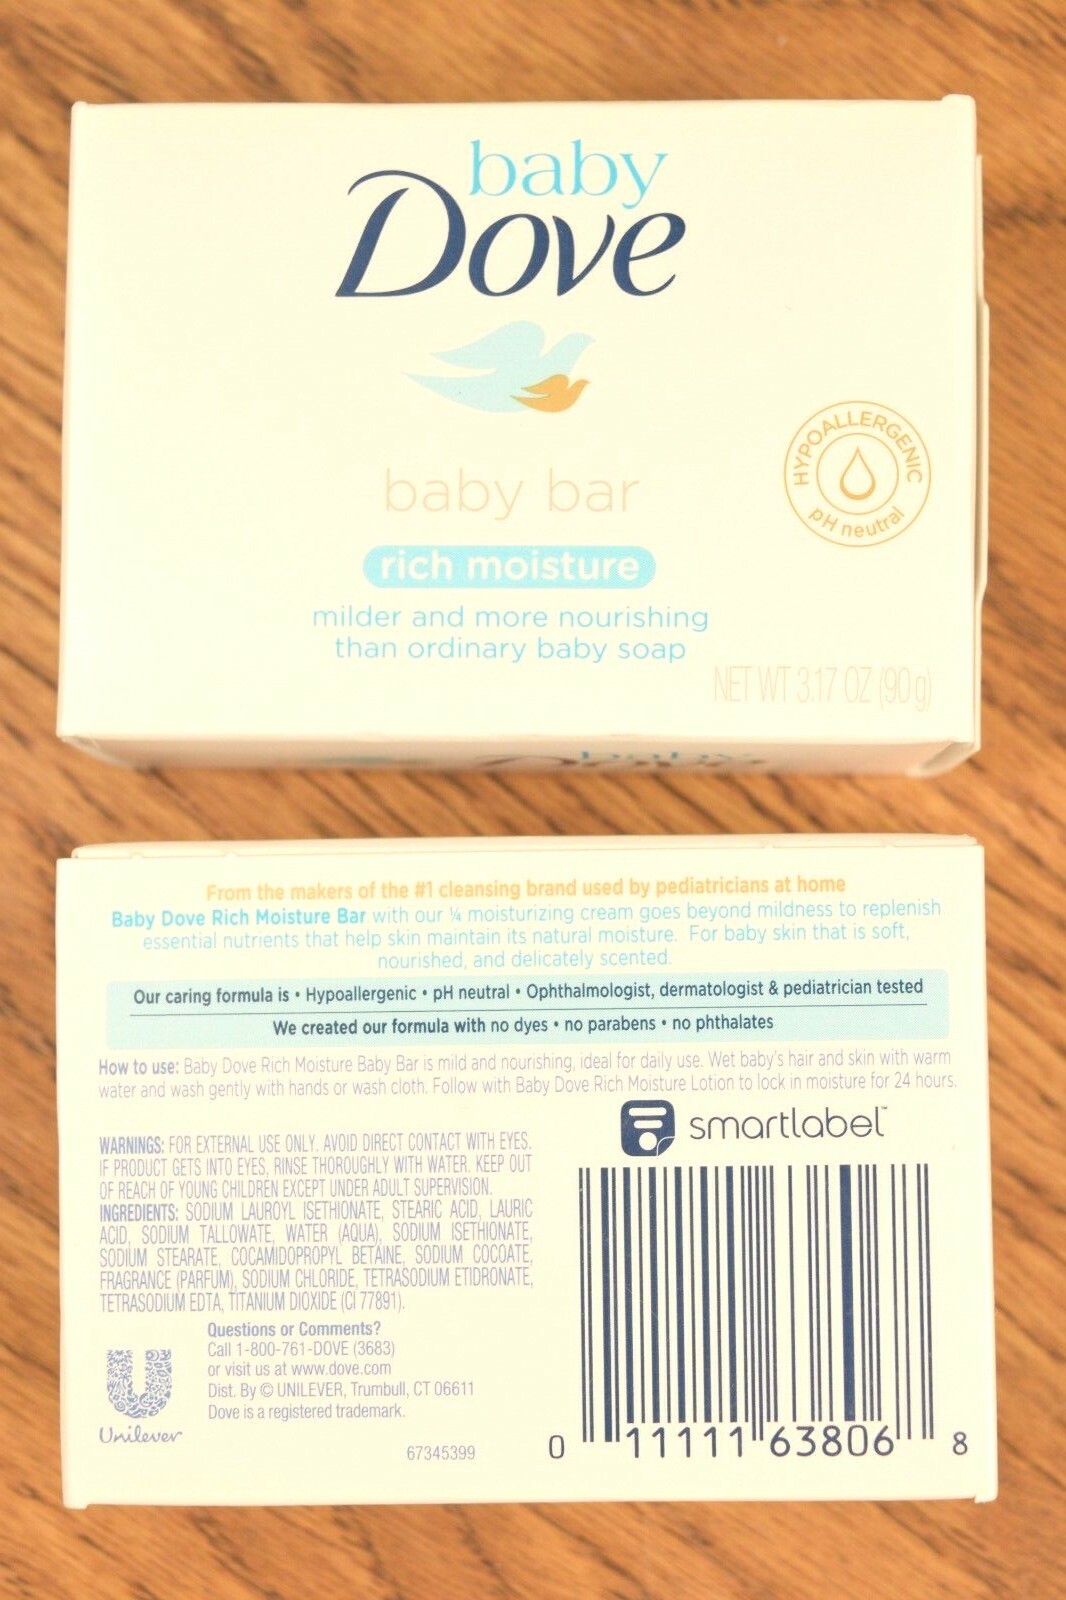 baby
Dove
baby bar
rich moisture
milder and more nourishing
than ordinary baby soap
HYPOALLERGENIC
pH neutral
NET WT 3.17 OZ (90g)
baby
From the makers of the #1 cleansing brand used by pediatricians at home
Baby Dove Rich Moisture Bar with our ¼ moisturizing cream goes beyond mildness to replenish
essential nutrients that help skin maintain its natural moisture. For baby skin that is soft,
nourished, and delicately scented.
Our caring formula is • Hypoallergenic • pH neutral • Ophthalmologist, dermatologist & pediatrician tested
We created our formula with no dyes • no parabens • no phthalates
How to use: Baby Dove Rich Moisture Baby Bar is mild and nourishing, ideal for daily use. Wet baby's hair and skin with warm
water and wash gently with hands or wash cloth. Follow with Baby Dove Rich Moisture Lotion to lock in moisture for 24 hours.
smartlabel™
WARNINGS: FOR EXTERNAL USE ONLY. AVOID DIRECT CONTACT WITH EYES.
IF PRODUCT GETS INTO EYES, RINSE THOROUGHLY WITH WATER. KEEP OUT
OF REACH OF YOUNG CHILDREN EXCEPT UNDER ADULT SUPERVISION.
INGREDIENTS: SODIUM LAUROYL ISETHIONATE, STEARIC ACID, LAURIC
ACID, SODIUM TALLOWATE, WATER (AQUA), SODIUM ISETHIONATE,
SODIUM STEARATE, COCAMIDOPROPYL BETAINE, SODIUM COCOATE,
FRAGRANCE (PARFUM), SODIUM CHLORIDE, TETRASODIUM ETIDRONATE,
TETRASODIUM EDTA, TITANIUM DIOXIDE (CI 77891).
Questions or Comments?
Call 1-800-761-DOVE (3683)
or visit us at www.dove.com
Dist. By © UNILEVER, Trumbull, CT 06611
Dove is a registered trademark.
Unilever
67345399
0 11111 63806 8